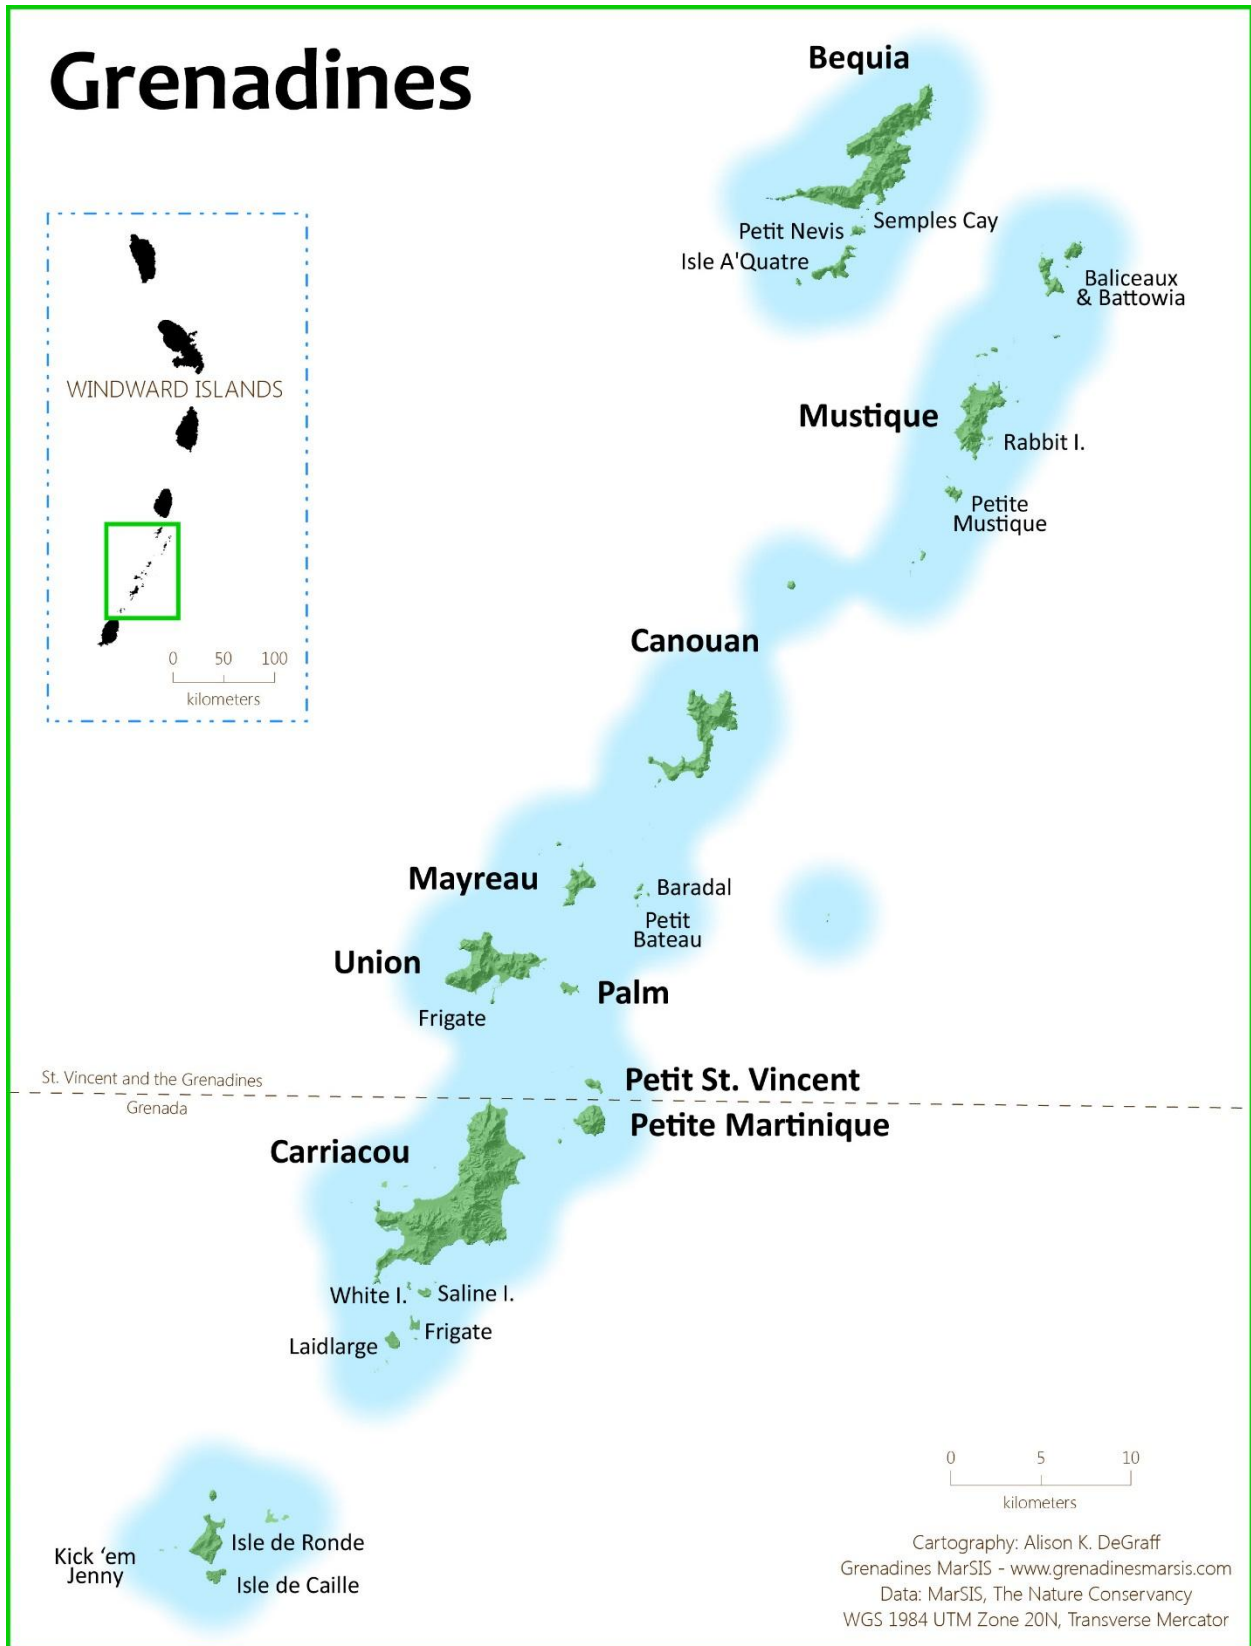 Grenadines
Bequia
Semples Cay
Petit Nevis
Isle A'Quatre
Baliceaux
& Battowia
WINDWARD ISLANDS
Mustique
Rabbit I.
Petite
Mustique
0 50 100
kilometers
Canouan
Mayreau
Baradal
Petit
Bateau
Union
Palm
Frigate
St. Vincent and the Grenadines
Grenada
Petit St. Vincent
Petite Martinique
Carriacou
White I.
Saline I.
Frigate
Laidlarge
Isle de Ronde
Kick ‘em
Jenny
Isle de Caille
0 5 10
kilometers
Cartography: Alison K. DeGraff
Grenadines MarSIS - www.grenadinesmarsis.com
Data: MarSIS, The Nature Conservancy
WGS 1984 UTM Zone 20N, Transverse Mercator